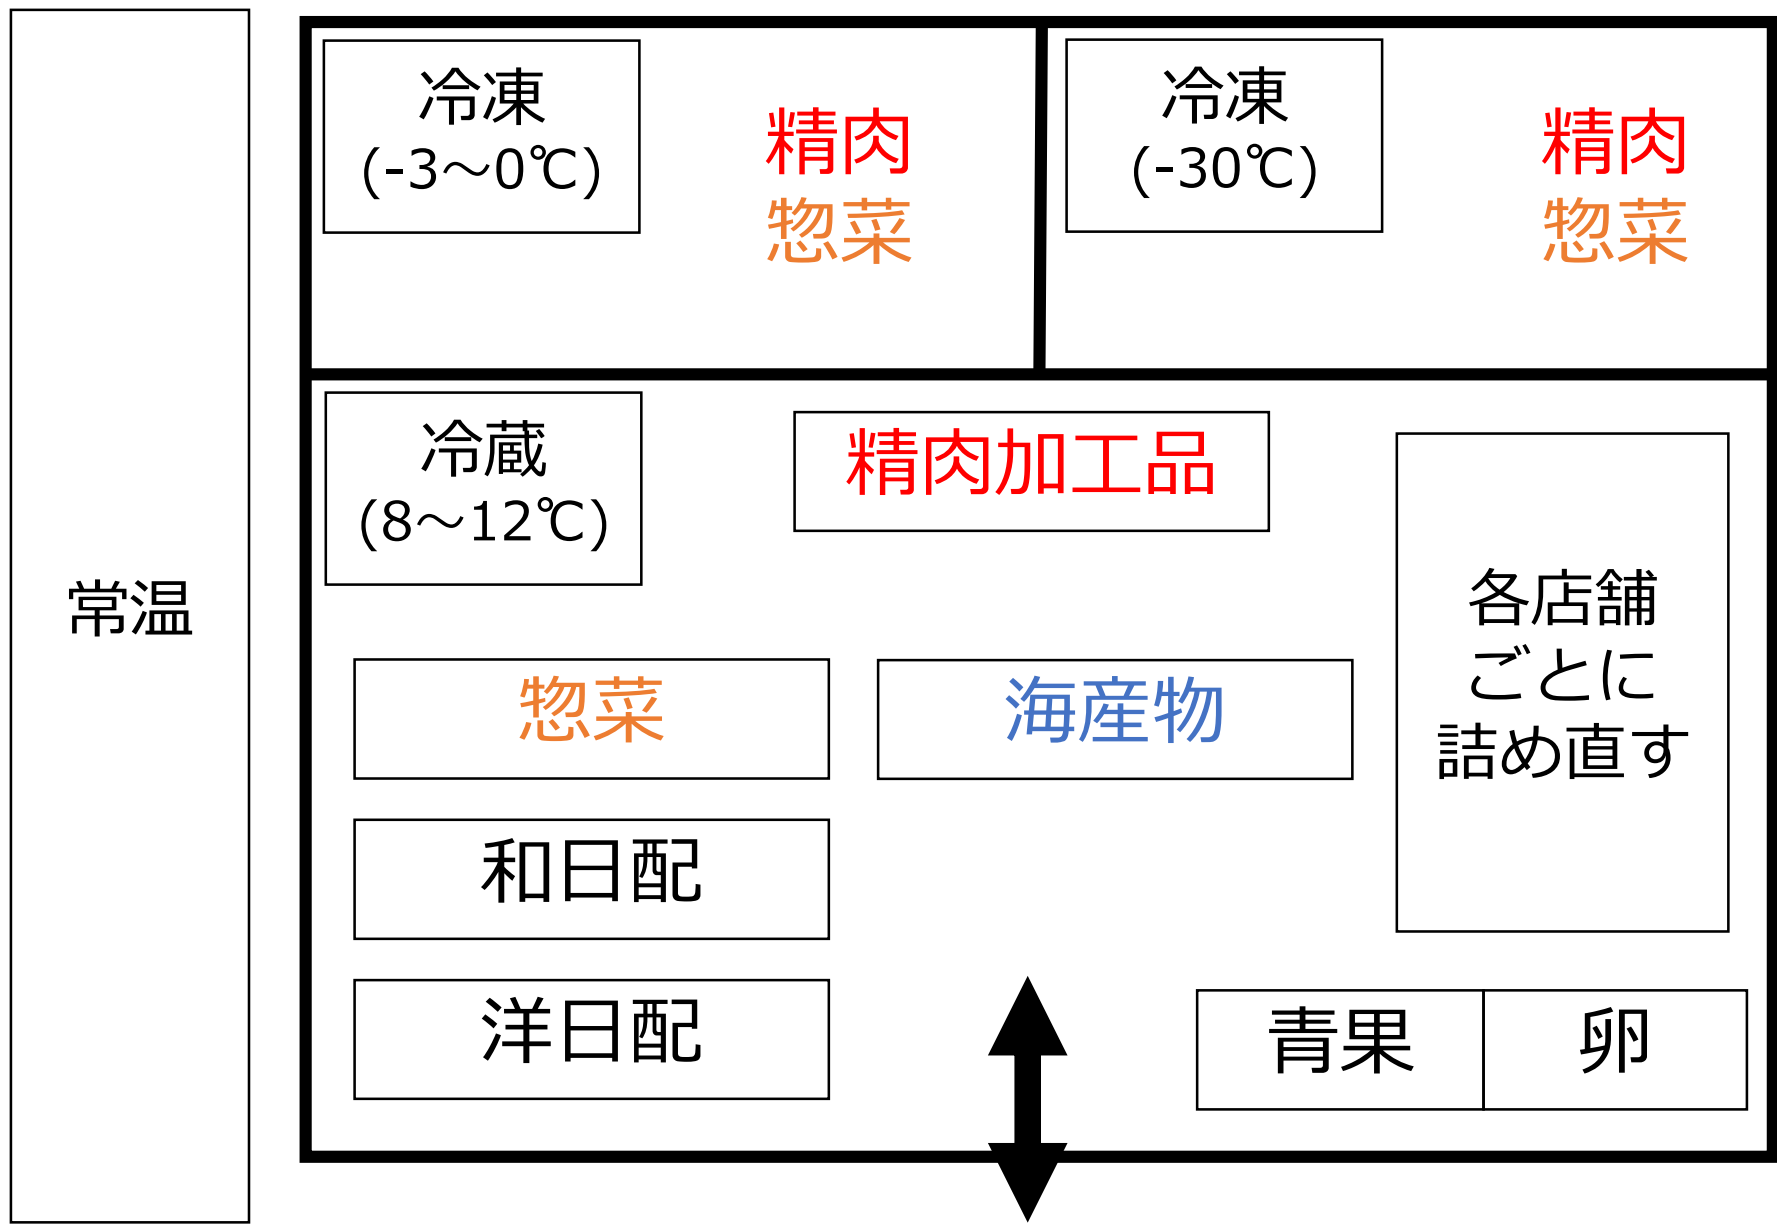 常温
冷凍
(-3～0℃)
精肉
惣菜
冷凍
(-30℃)
精肉
惣菜
冷蔵
(8～12℃)
精肉加工品
各店舗
ごとに
詰め直す
惣菜
海産物
和日配
洋日配
青果
卵